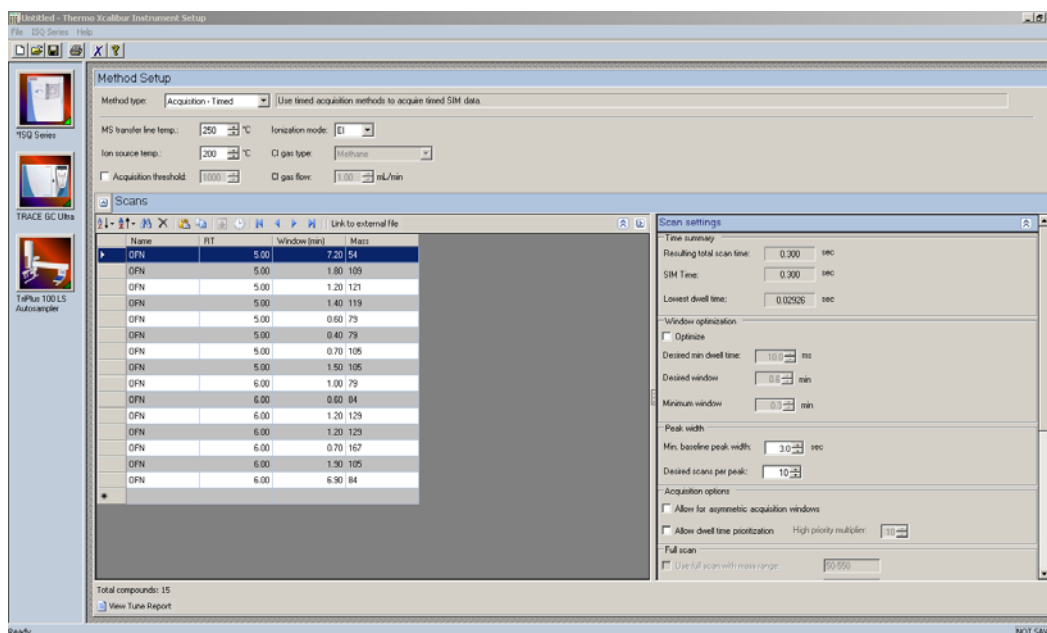 Untitled - Thermo Xcalibur Instrument Setup
File ISQ Series Help
Method Setup
Method type: Acquisition - Timed Use timed acquisition methods to acquire timed SIM data.
MS transfer line temp.: 250 °C Ionization mode: EI
Ion source temp.: 200 °C CI gas type: Methane
Acquisition threshold: 1000 CI gas flow: 1.00 mL/min
*ISQ Series
TRACE GC Ultra
TriPlus 100 LS
Autosampler
Scans
Link to external file
Name RT Window (min) Mass
OFN 5.00 7.20 54
OFN 5.00 1.80 109
OFN 5.00 1.20 121
OFN 5.00 1.40 119
OFN 5.00 0.60 79
OFN 5.00 0.40 79
OFN 5.00 0.70 105
OFN 5.00 1.50 105
OFN 6.00 1.00 79
OFN 6.00 0.60 84
OFN 6.00 1.20 129
OFN 6.00 1.20 129
OFN 6.00 0.70 167
OFN 6.00 1.90 105
OFN 6.00 6.90 84
Scan settings
Time summary
Resulting total scan time: 0.300 sec
SIM Time: 0.300 sec
Lowest dwell time: 0.02926 sec
Window optimization
Optimize
Desired min dwell time: 10.0 ms
Desired window 0.6 min
Minimum window 0.3 min
Peak width
Min. baseline peak width: 3.0 sec
Desired scans per peak: 10
Acquisition options
Allow for asymmetric acquisition windows
Allow dwell time prioritization High priority multiplier: 10
Full scan
Use full scan with mass range: 50-550
Total compounds: 15
View Tune Report
Ready
NOT SAV